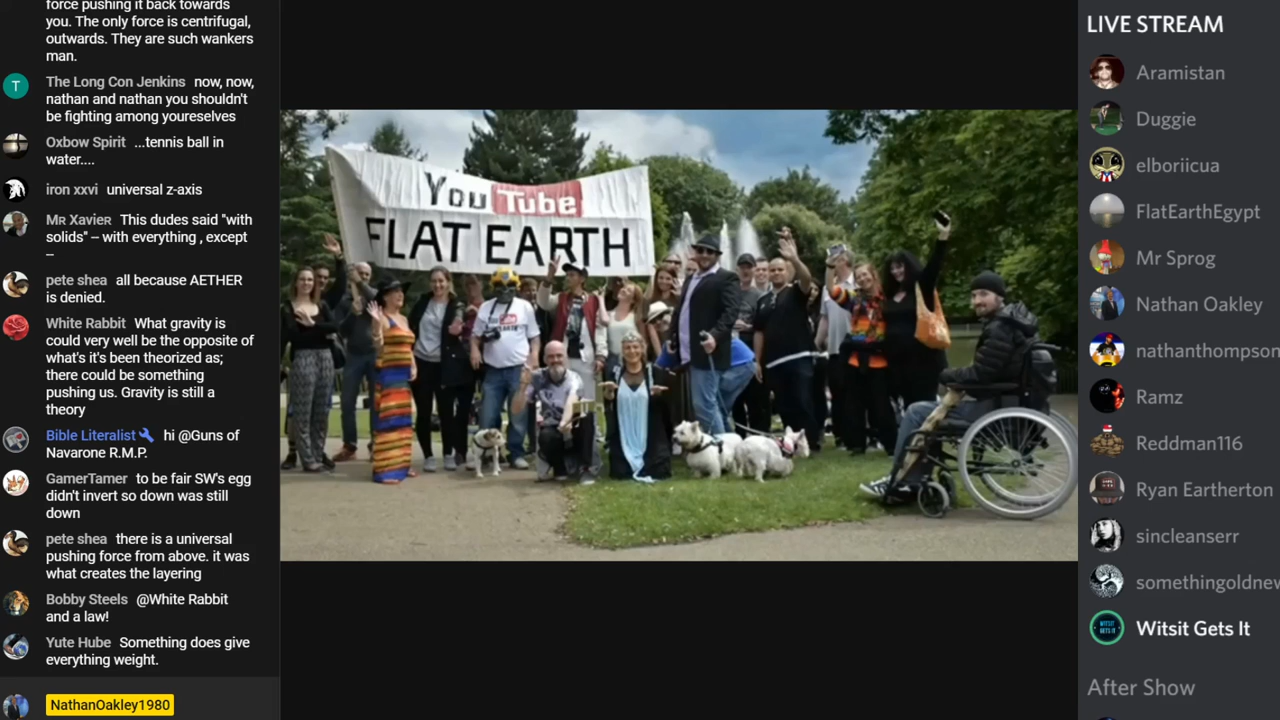 force pushing it back towards
you. The only force is centrifugal,
outwards. They are such wankers
man.
T
The Long Con Jenkins now, now,
nathan and nathan you shouldn't
be fighting among youreselves
Oxbow Spirit ...tennis ball in
water....
iron xxvi universal z-axis
Mr Xavier This dudes said "with
solids" -- with everything , except
--
pete shea all because AETHER
is denied.
White Rabbit What gravity is
could very well be the opposite of
what's it's been theorized as;
there could be something
pushing us. Gravity is still a
theory
Bible Literalist hi @Guns of
Navarone R.M.P.
GamerTamer to be fair SW's egg
didn't invert so down was still
down
pete shea there is a universal
pushing force from above. it was
what creates the layering
Bobby Steels @White Rabbit
and a law!
Yute Hube Something does give
everything weight.
NathanOakley1980
YouTube
FLAT EARTH
LIVE STREAM
Aramistan
Duggie
elboriicua
FlatEarthEgypt
Mr Sprog
Nathan Oakley
nathanthompson
Ramz
Reddman116
Ryan Eartherton
sincleanserr
somethingoldnew
WITSIT GETS IT
Witsit Gets It
After Show